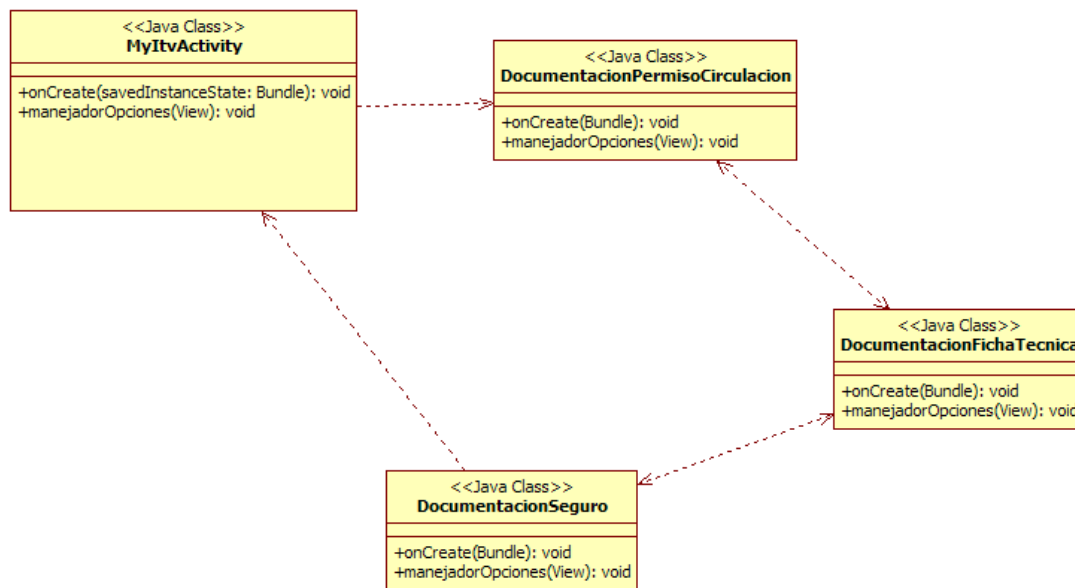 <<Java Class>>
MyItvActivity
+onCreate(savedInstanceState: Bundle): void
+manejadorOpciones(View): void
<<Java Class>>
DocumentacionPermisoCirculacion
+onCreate(Bundle): void
+manejadorOpciones(View): void
<<Java Class>>
DocumentacionFichaTecnica
+onCreate(Bundle): void
+manejadorOpciones(View): void
<<Java Class>>
DocumentacionSeguro
+onCreate(Bundle): void
+manejadorOpciones(View): void